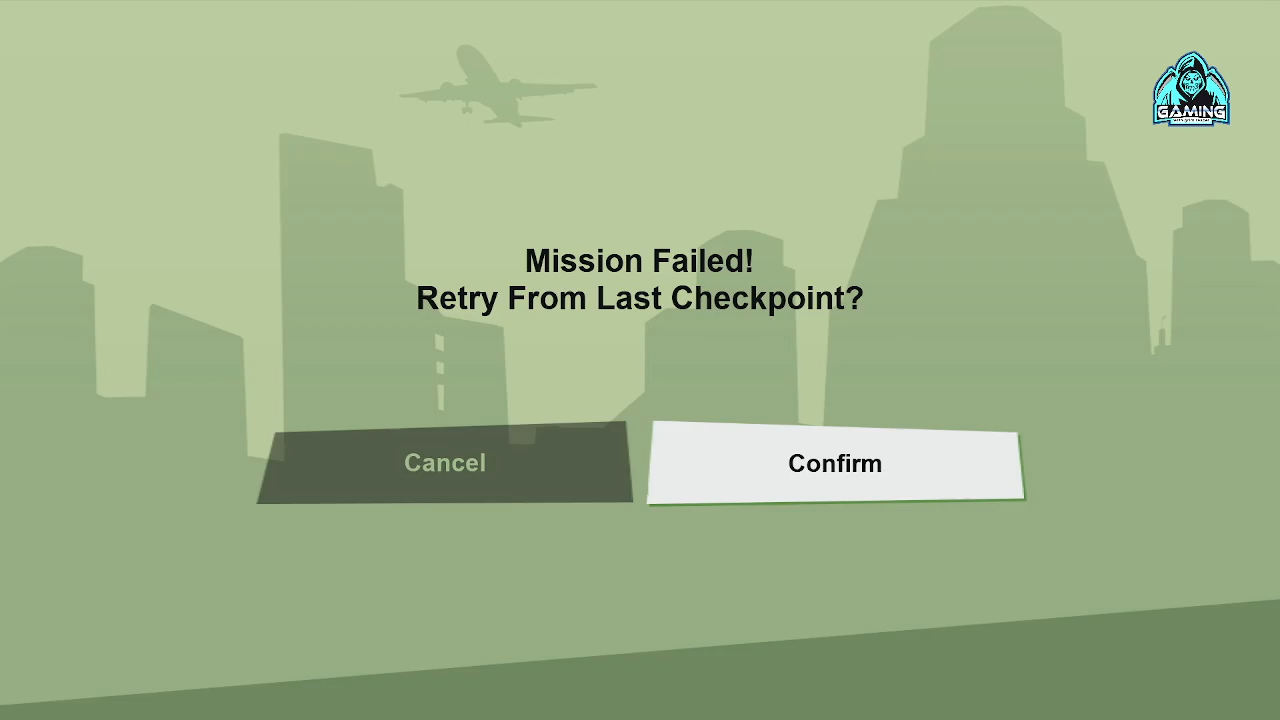 GAMING
Mission Failed!
Retry From Last Checkpoint?
Cancel
Confirm